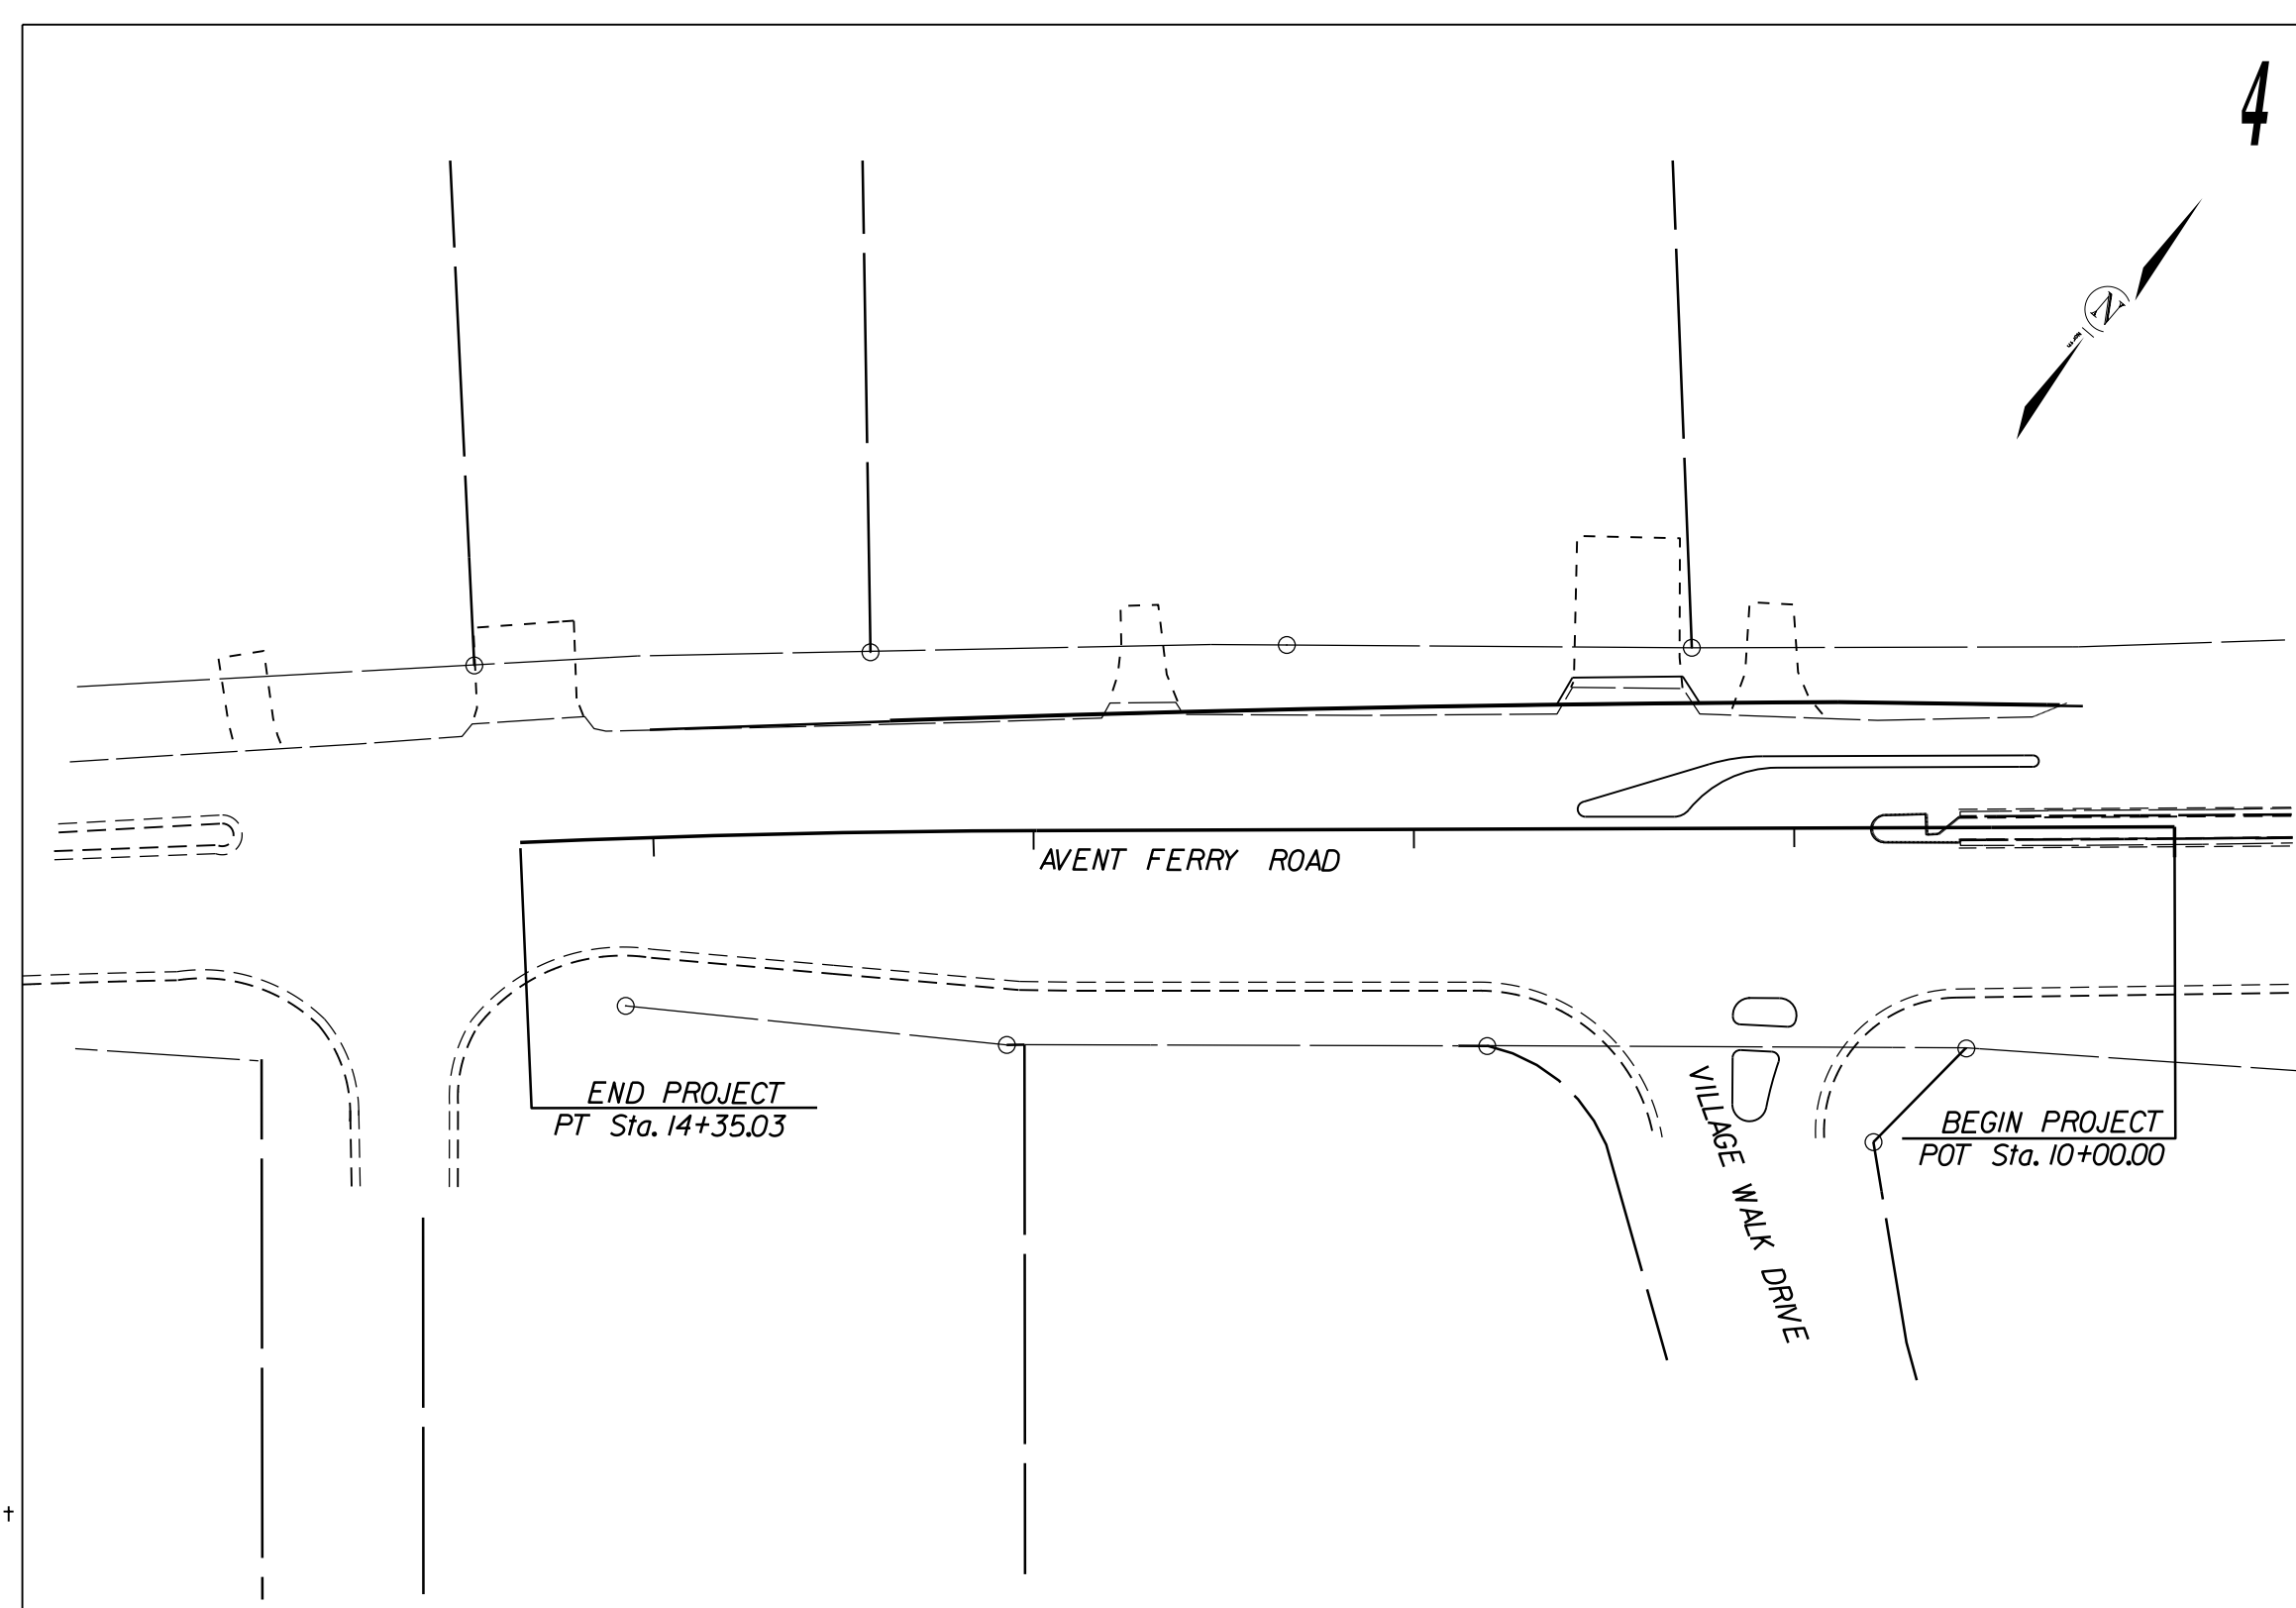 4
N
NORTH
AVENT FERRY ROAD
END PROJECT
PT Sta. 14+35.03
VILLAGE WALK DRIVE
BEGIN PROJECT
POT Sta. 10+00.00